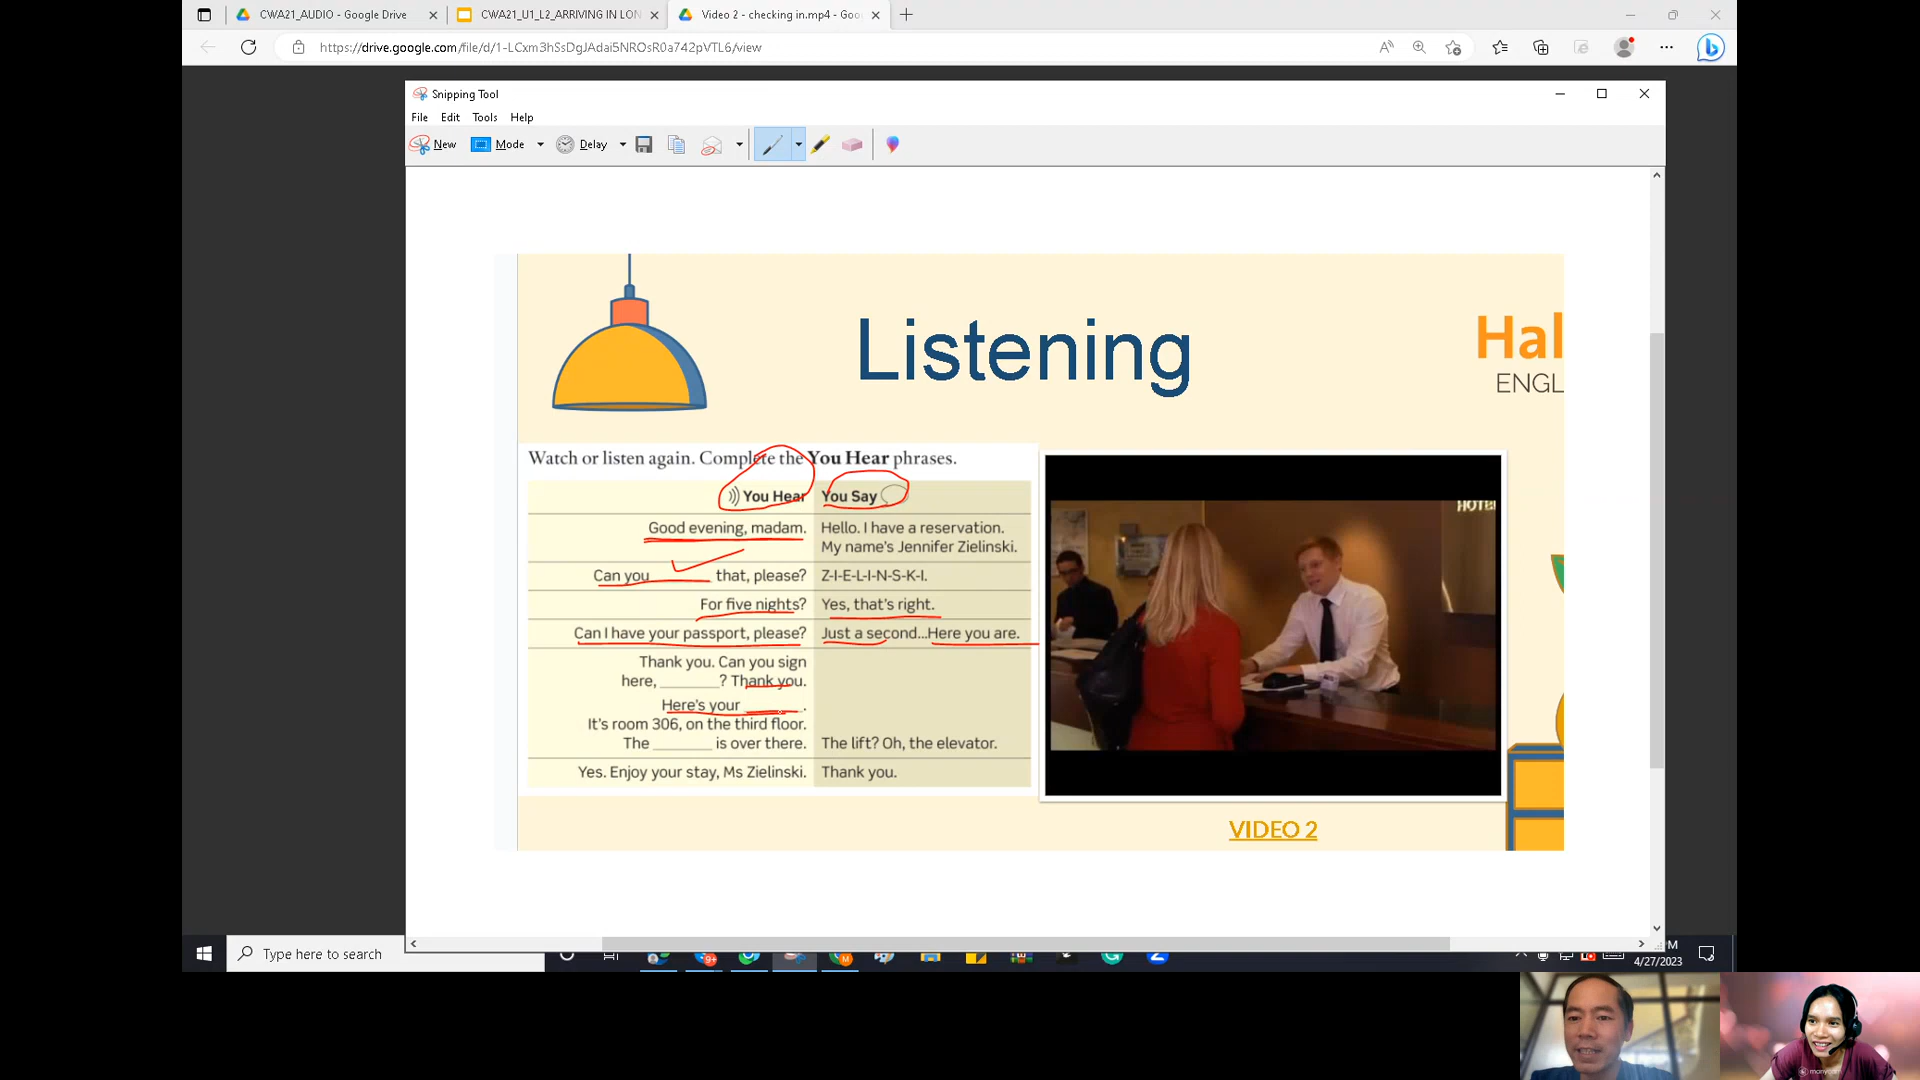 CWA21_AUDIO - Google Drive
CWA21_U1_L2_ARRIVING IN LON
Video 2 - checking in.mp4 - Goo
https://drive.google.com/file/d/1-LCxm3hSsDgJAdai5NROsR0a742pVTL6/view
Snipping Tool
File Edit Tools Help
New Mode Delay
Listening
Hal
ENGL
Watch or listen again. Complete the You Hear phrases.
You Hear You Say
Good evening, madam. Hello. I have a reservation.
My name's Jennifer Zielinski.
Can you ______ that, please? Z-I-E-L-I-N-S-K-I.
For five nights? Yes, that's right.
Can I have your passport, please? Just a second...Here you are.
Thank you. Can you sign
here, ______? Thank you.
Here's your ______.
It's room 306, on the third floor.
The ______ is over there. The lift? Oh, the elevator.
Yes. Enjoy your stay, Ms Zielinski. Thank you.
HOTE
VIDEO 2
Type here to search
4/27/2023